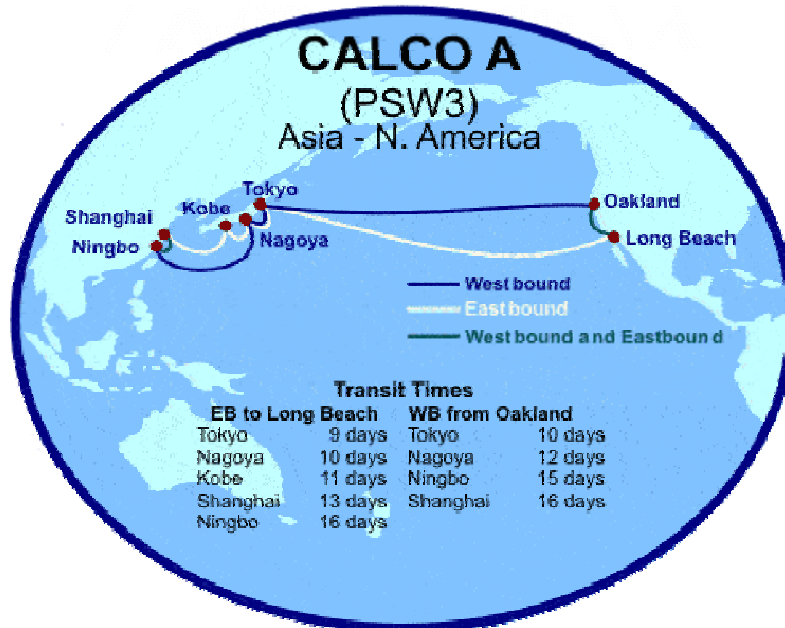 CALCO A
(PSW3)
Asia - N. America
Tokyo
Kobe
Shanghai
Ningbo
Nagoya
Oakland
Long Beach
West bound
East bound
West bound and Eastbound
Transit Times
EB to Long Beach WB from Oakland
Tokyo 9 days Tokyo 10 days
Nagoya 10 days Nagoya 12 days
Kobe 11 days Ningbo 15 days
Shanghai 13 days Shanghai 16 days
Ningbo 16 days